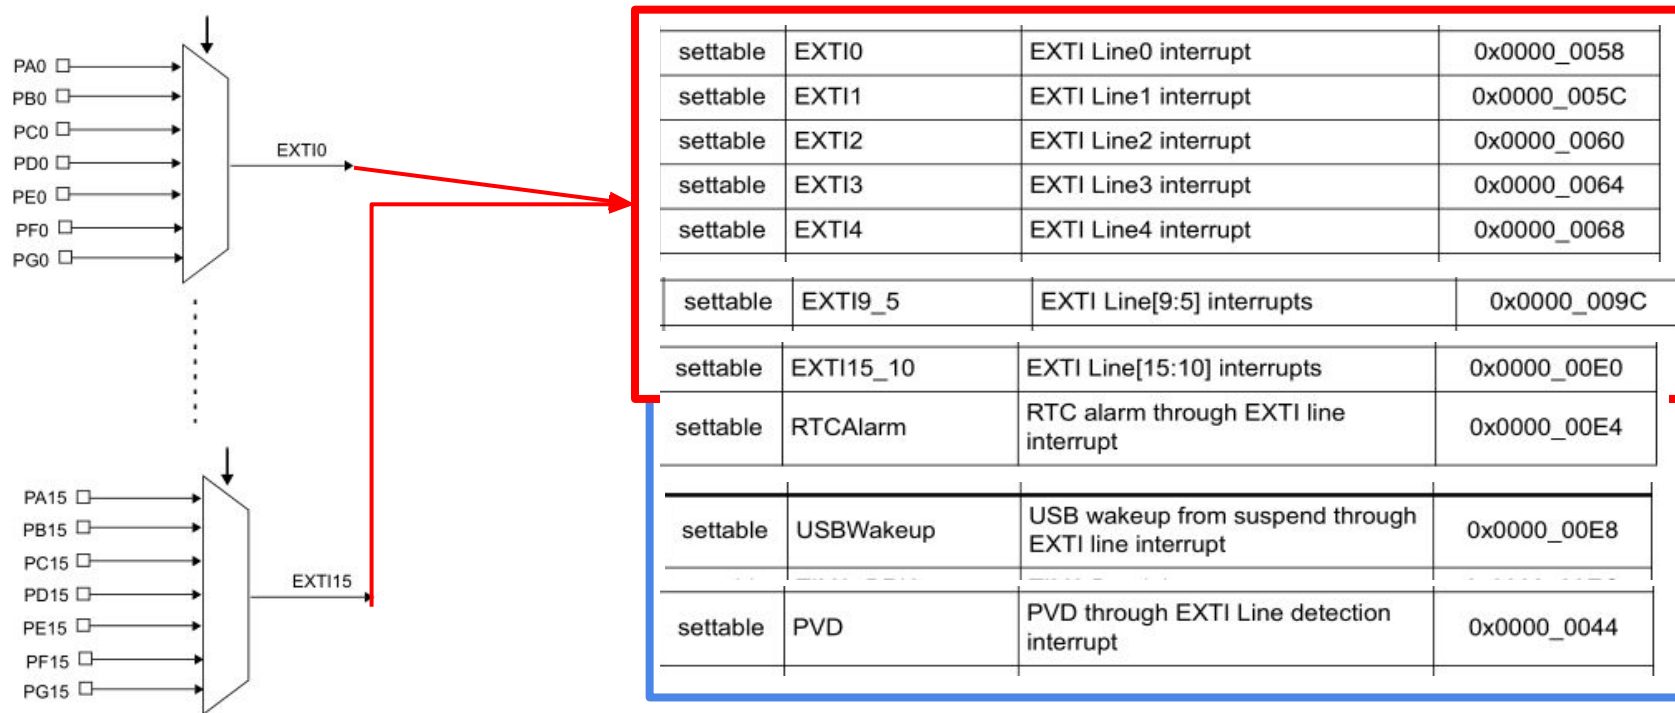 PA0
PB0
PC0
PD0
PE0
PF0
PG0
EXTI0
PA15
PB15
PC15
PD15
PE15
PF15
PG15
EXTI15
settable EXTI0 EXTI Line0 interrupt 0x0000_0058
settable EXTI1 EXTI Line1 interrupt 0x0000_005C
settable EXTI2 EXTI Line2 interrupt 0x0000_0060
settable EXTI3 EXTI Line3 interrupt 0x0000_0064
settable EXTI4 EXTI Line4 interrupt 0x0000_0068
settable EXTI9_5 EXTI Line[9:5] interrupts 0x0000_009C
settable EXTI15_10 EXTI Line[15:10] interrupts 0x0000_00E0
settable RTCAlarm RTC alarm through EXTI line
interrupt 0x0000_00E4
settable USBWakeup USB wakeup from suspend through
EXTI line interrupt 0x0000_00E8
settable PVD PVD through EXTI Line detection
interrupt 0x0000_0044